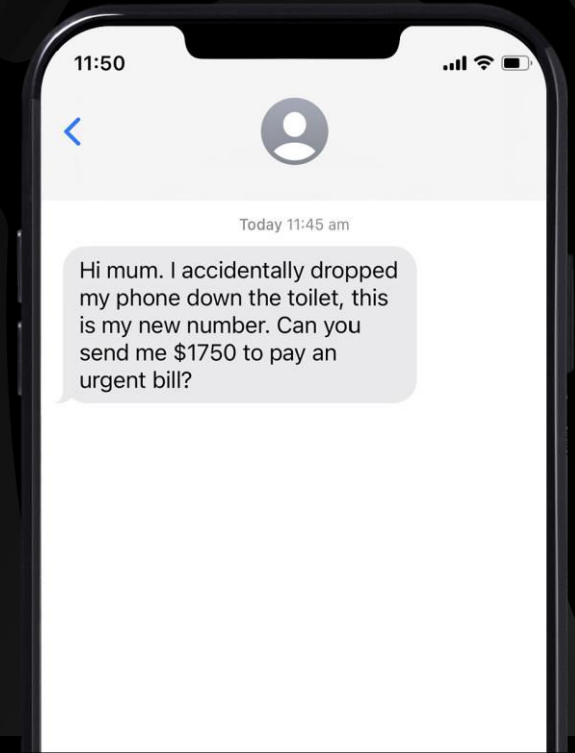 11:50
Today 11:45 am
Hi mum. I accidentally dropped
my phone down the toilet, this
is my new number. Can you
send me $1750 to pay an
urgent bill?